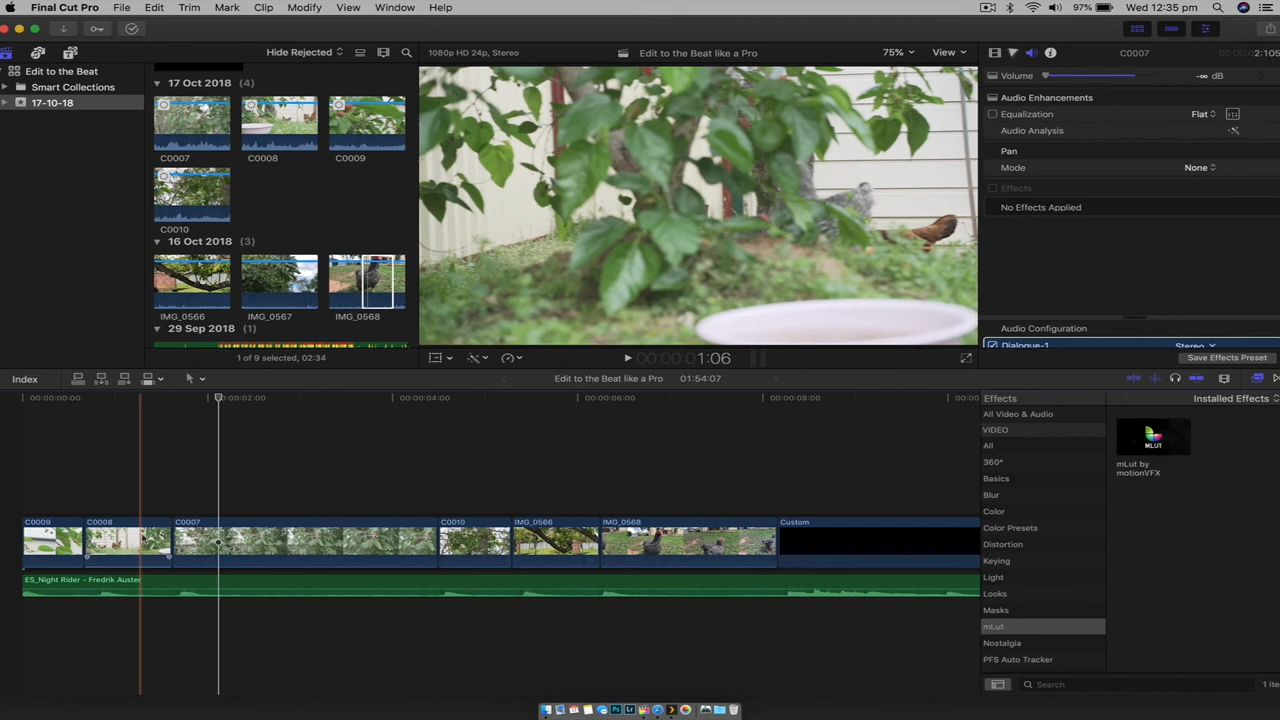 Final Cut Pro File Edit Trim Mark Clip Modify View Window Help 97% Wed 12:35 pm
Hide Rejected 1080p HD 24p, Stereo Edit to the Beat like a Pro 75% View C0007 2:105
Edit to the Beat
Smart Collections
17-10-18
17 Oct 2018 (4)
C0007 C0008 C0009
C0010
16 Oct 2018 (3)
IMG_0566 IMG_0567 IMG_0568
29 Sep 2018 (1)
1 of 9 selected, 02:34
00:00:00:01:06
Volume -∞ dB
Audio Enhancements
Equalization Flat
Audio Analysis
Pan
Mode None
Effects
No Effects Applied
Audio Configuration
Dialogue-1 Stereo
Save Effects Preset
Index Edit to the Beat like a Pro 01:54:07
00:00:00:00 00:00:02:00 00:00:04:00 00:00:06:00 00:00:08:00
C0009 C0008 C0007 C0010 IMG_0566 IMG_0568 Custom
ES_Night Rider - Fredrik Auster
Effects Installed Effects
All Video & Audio
VIDEO
All
360°
Basics
Blur
Color
Color Presets
Distortion
Keying
Light
Looks
Masks
mLut
Nostalgia
PFS Auto Tracker
MLUT
mLut by
motionVFX
Search 1 ite